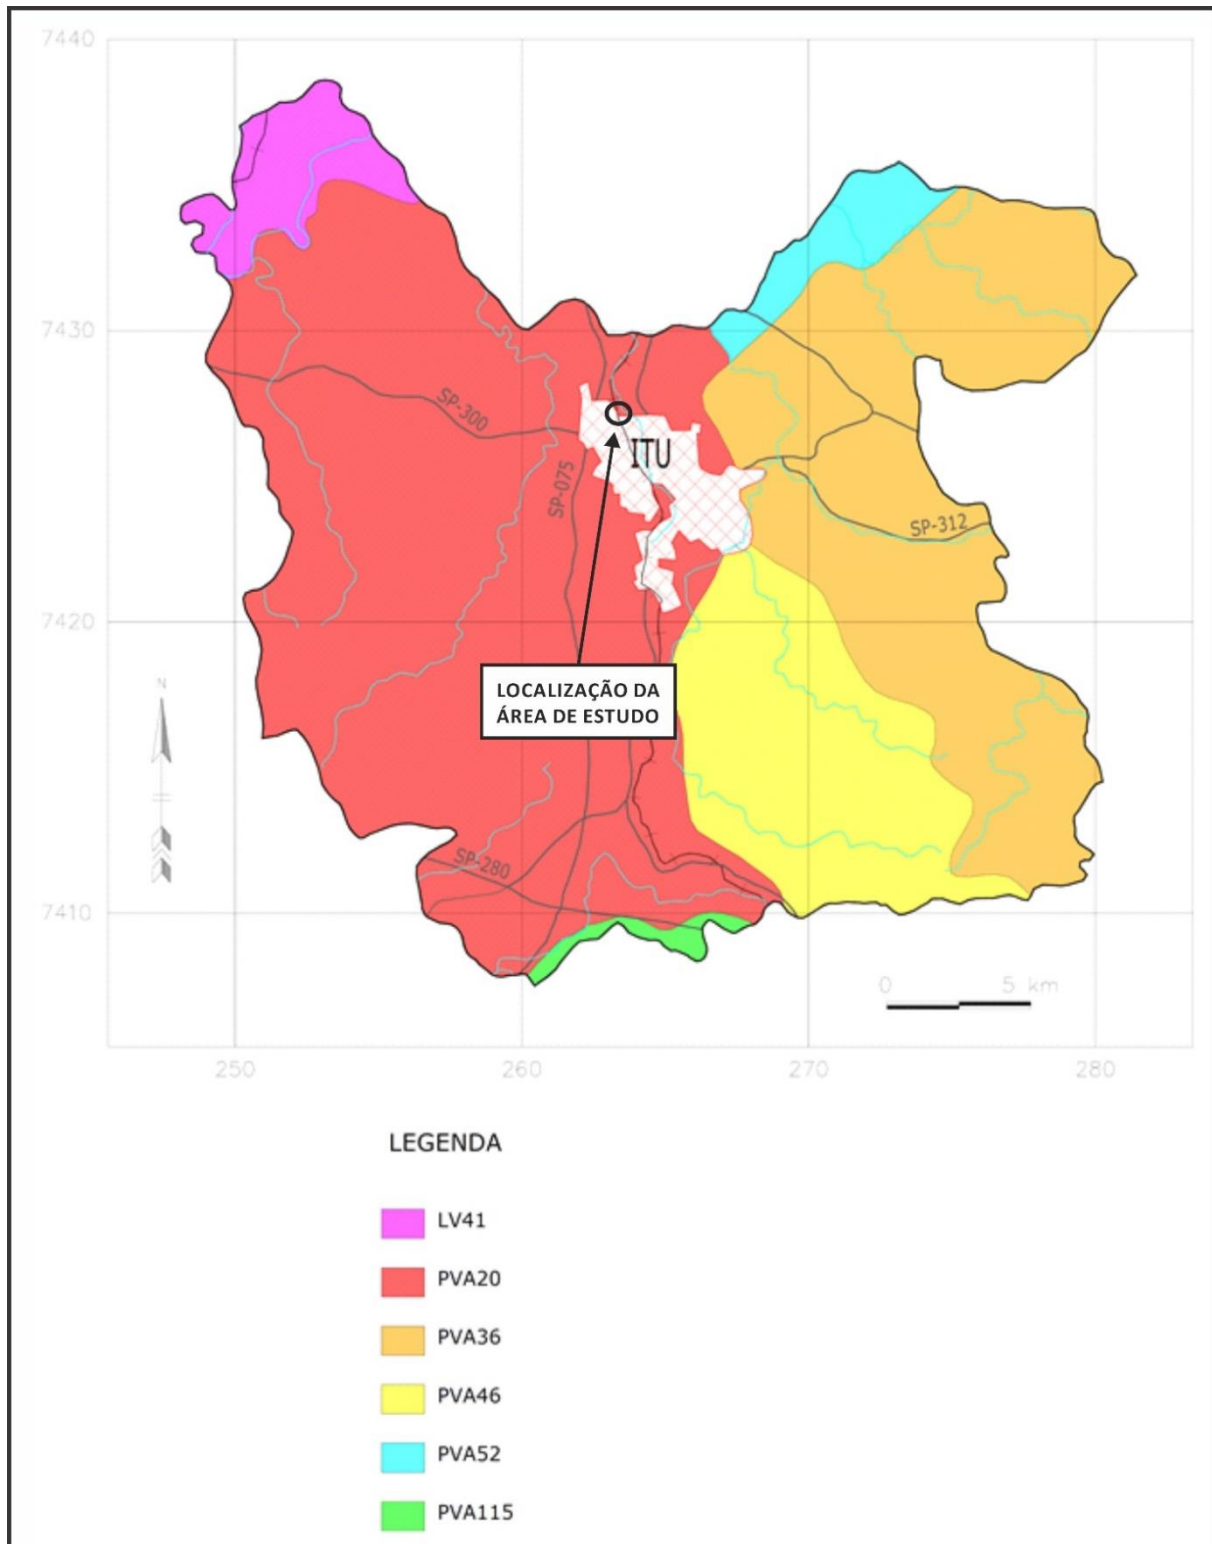 7440
N
7430
SP-300
ITU
SP-075
SP-312
7420
LOCALIZAÇÃO DA
ÁREA DE ESTUDO
SP-280
7410
0 5 km
250 260 270 280
LEGENDA
LV41
PVA20
PVA36
PVA46
PVA52
PVA115